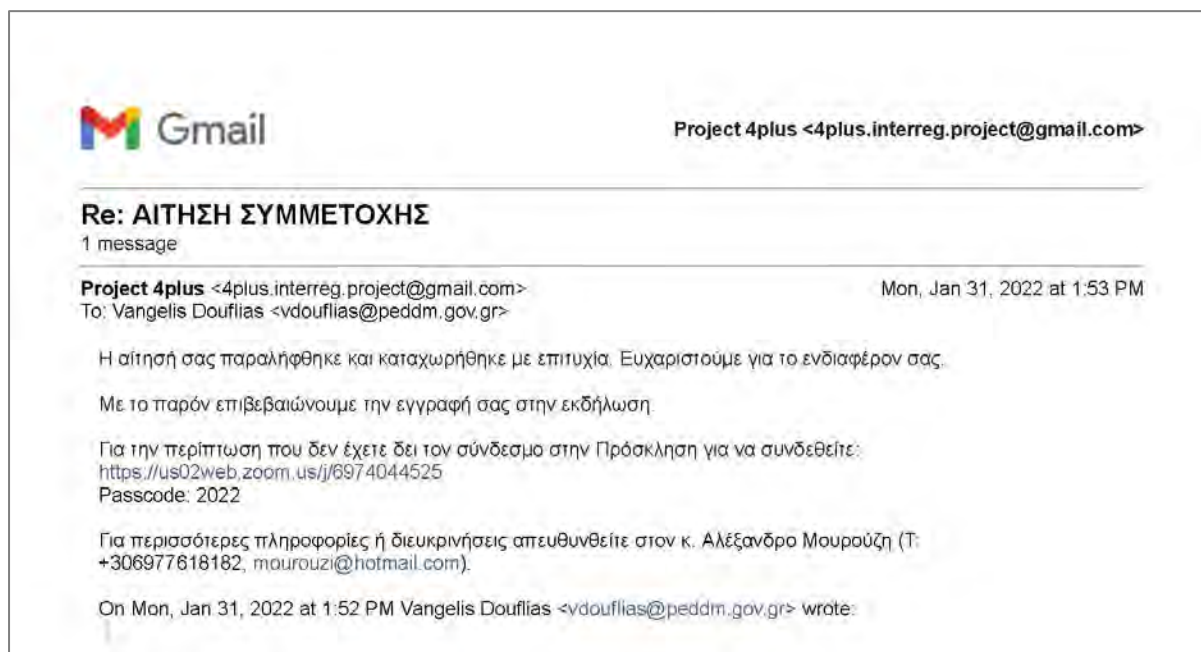 Gmail
Project 4plus <4plus.interreg.project@gmail.com>
Re: ΑΙΤΗΣΗ ΣΥΜΜΕΤΟΧΗΣ
1 message
Project 4plus <4plus.interreg.project@gmail.com>
Mon, Jan 31, 2022 at 1:53 PM
To: Vangelis Douflias <vdouflias@peddm.gov.gr>
Η αίτησή σας παραλήφθηκε και καταχωρήθηκε με επιτυχία. Ευχαριστούμε για το ενδιαφέρον σας.
Με το παρόν επιβεβαιώνουμε την εγγραφή σας στην εκδήλωση.
Για την περίπτωση που δεν έχετε δει τον σύνδεσμο στην Πρόσκληση για να συνδεθείτε:
https://us02web.zoom.us/j/6974044525
Passcode: 2022
Για περισσότερες πληροφορίες ή διευκρινήσεις απευθυνθείτε στον κ. Αλέξανδρο Μουρούζη (Τ:
+306977618182, mourouzi@hotmail.com).
On Mon, Jan 31, 2022 at 1:52 PM Vangelis Douflias <vdouflias@peddm.gov.gr> wrote: